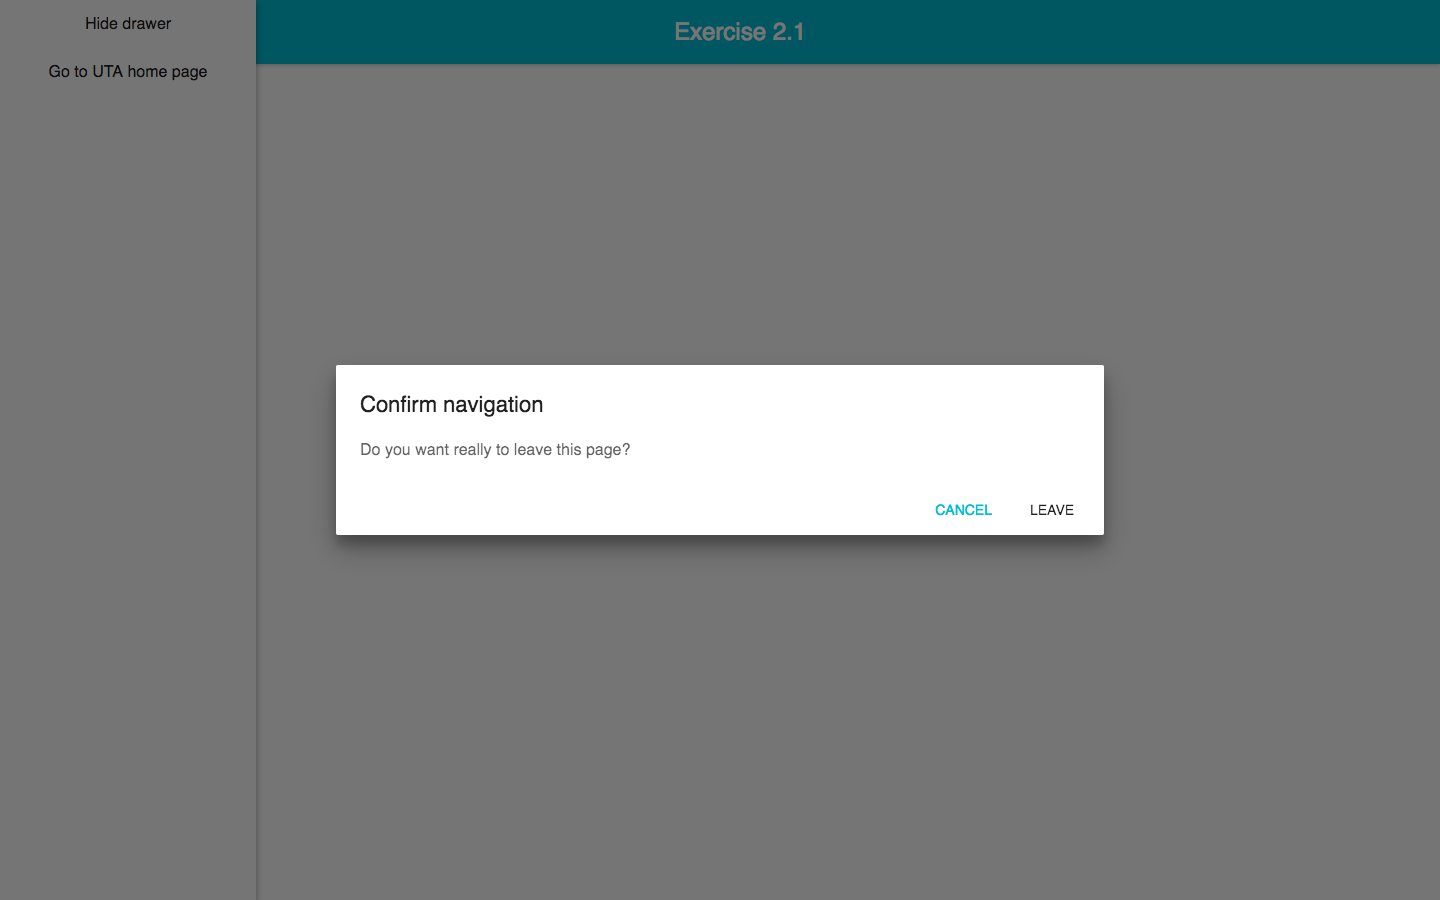 Hide drawer
Go to UTA home page
Exercise 2.1
Confirm navigation
Do you want really to leave this page?
CANCEL LEAVE